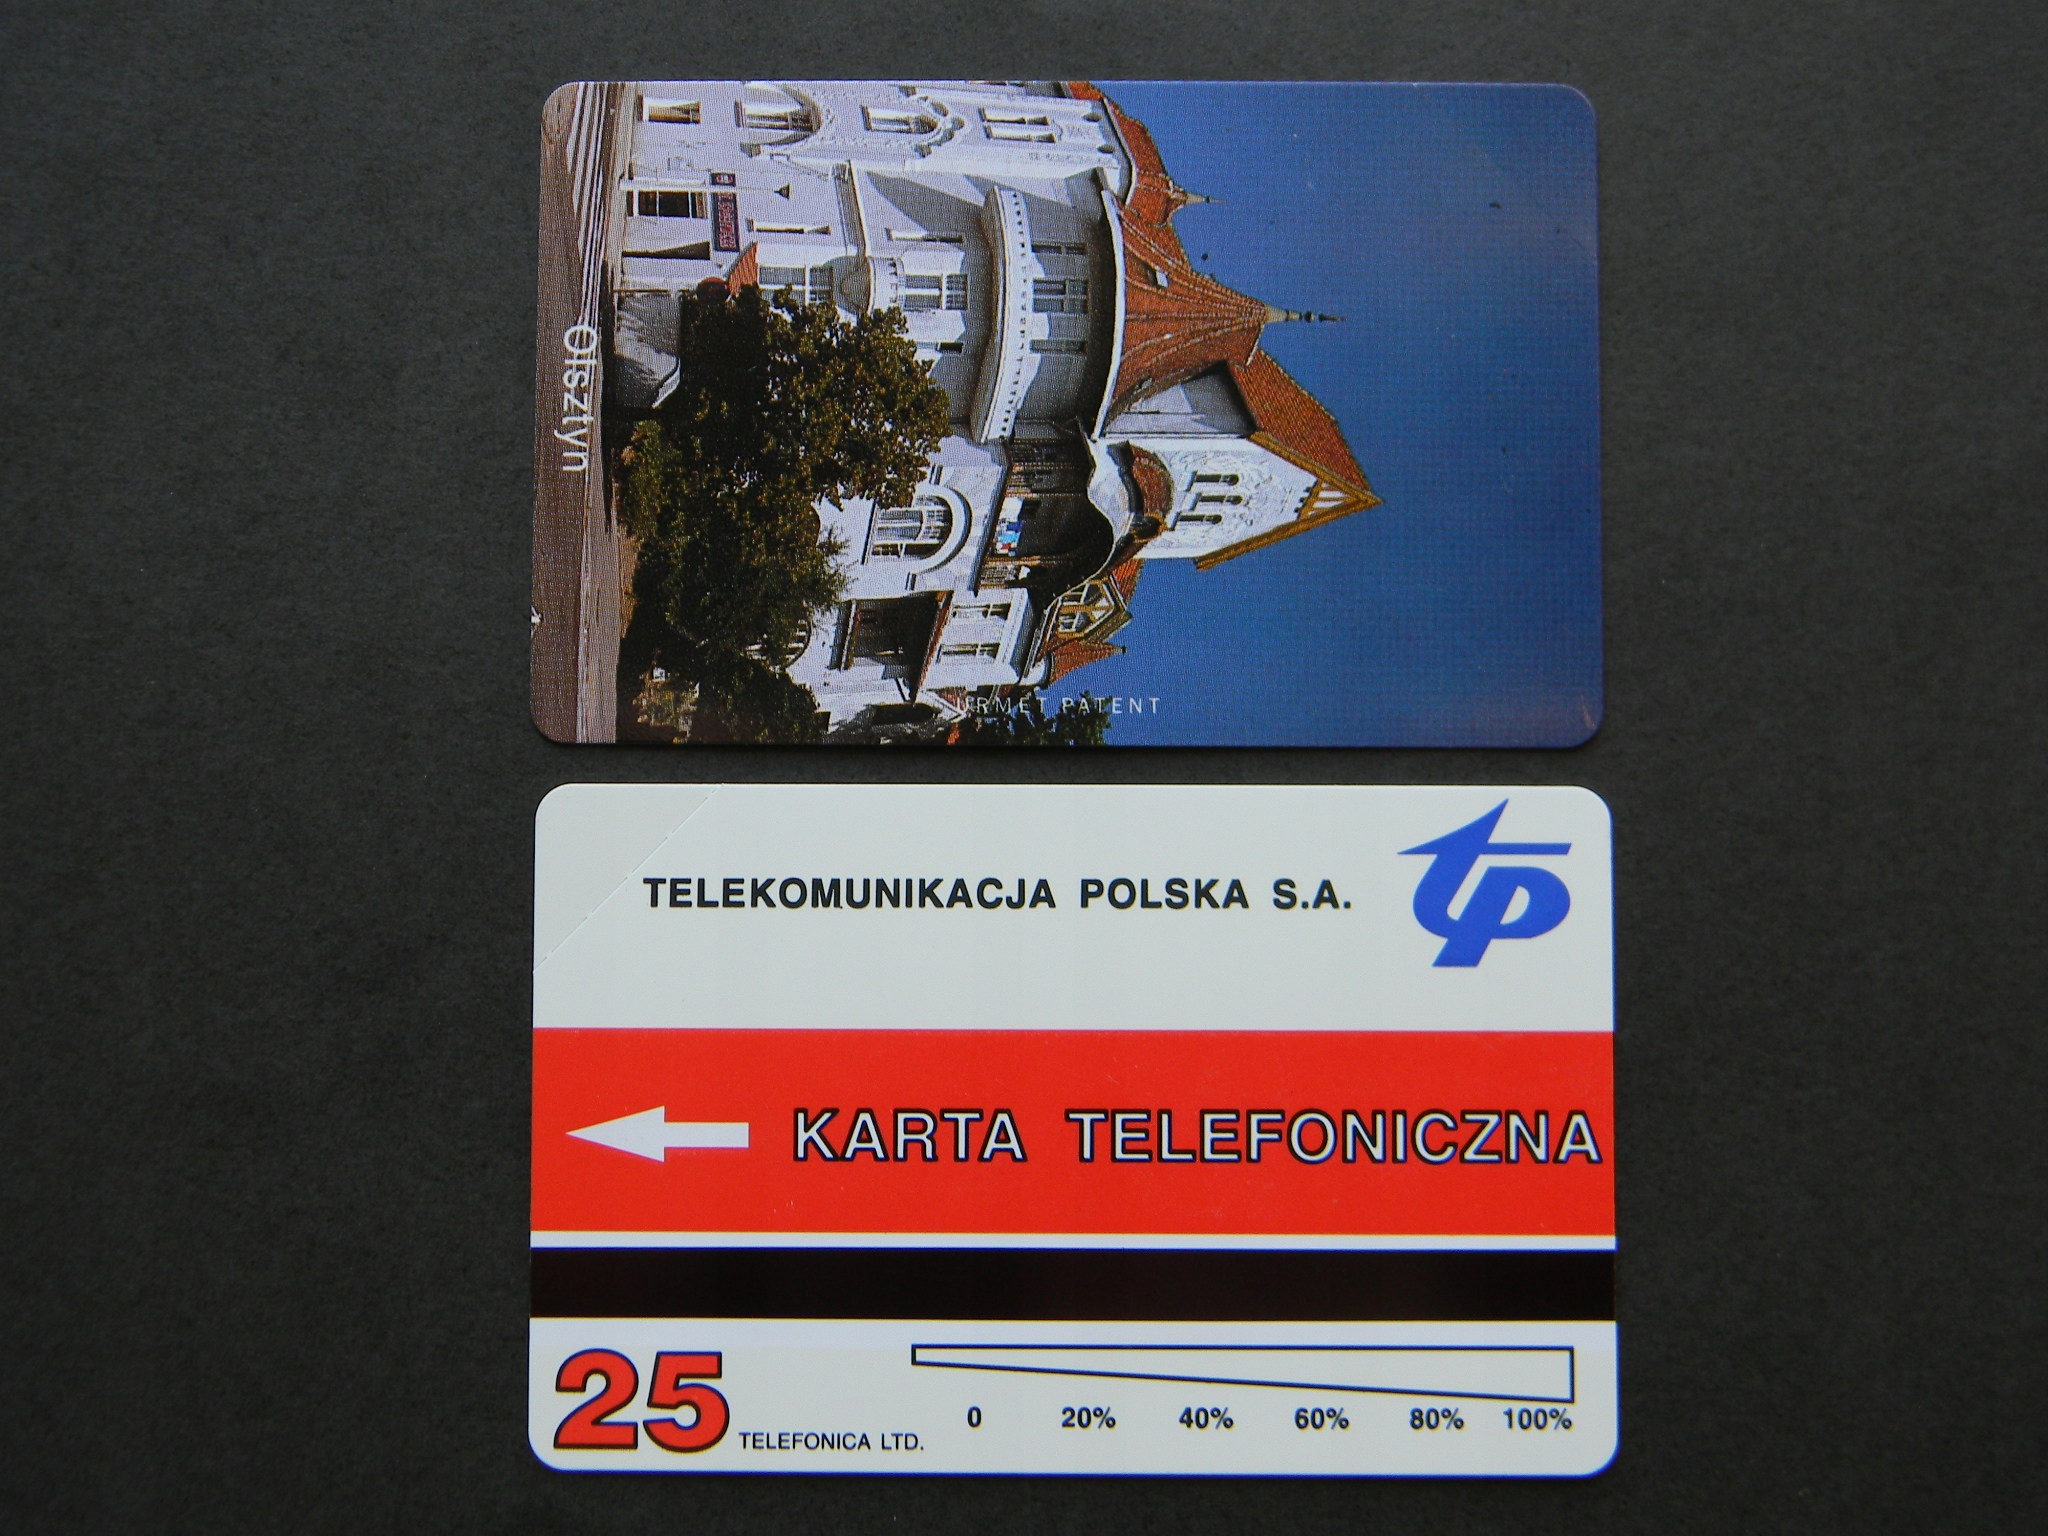 Olsztyn
URMET PATENT
TELEKOMUNIKACJA POLSKA S.A.
tp
KARTA TELEFONICZNA
25
TELEFONICA LTD.
0 20% 40% 60% 80% 100%